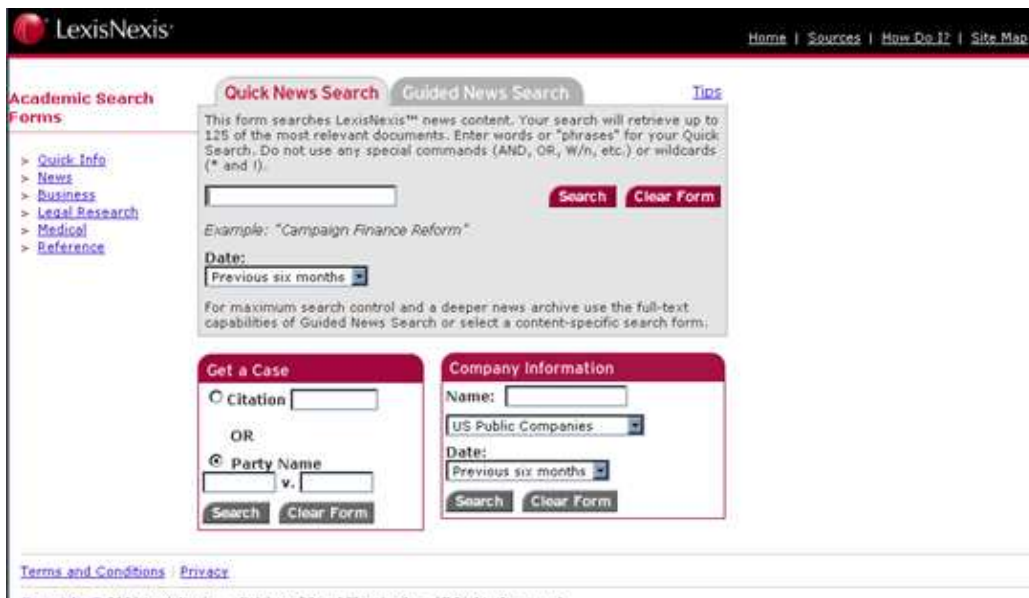 LexisNexis
Home | Sources | How Do I? | Site Map
Academic Search
Forms
> Quick Info
> News
> Business
> Legal Research
> Medical
> Reference
Quick News Search
Guided News Search
Tips
This form searches LexisNexis™ news content. Your search will retrieve up to
125 of the most relevant documents. Enter words or "phrases" for your Quick
Search. Do not use any special commands (AND, OR, W/n, etc.) or wildcards
(* and !).
Search Clear Form
Example: "Campaign Finance Reform"
Date:
Previous six months
For maximum search control and a deeper news archive use the full-text
capabilities of Guided News Search or select a content-specific search form.
Get a Case
Citation
OR
Party Name
v.
Search Clear Form
Company Information
Name:
US Public Companies
Date:
Previous six months
Search Clear Form
Terms and Conditions | Privacy